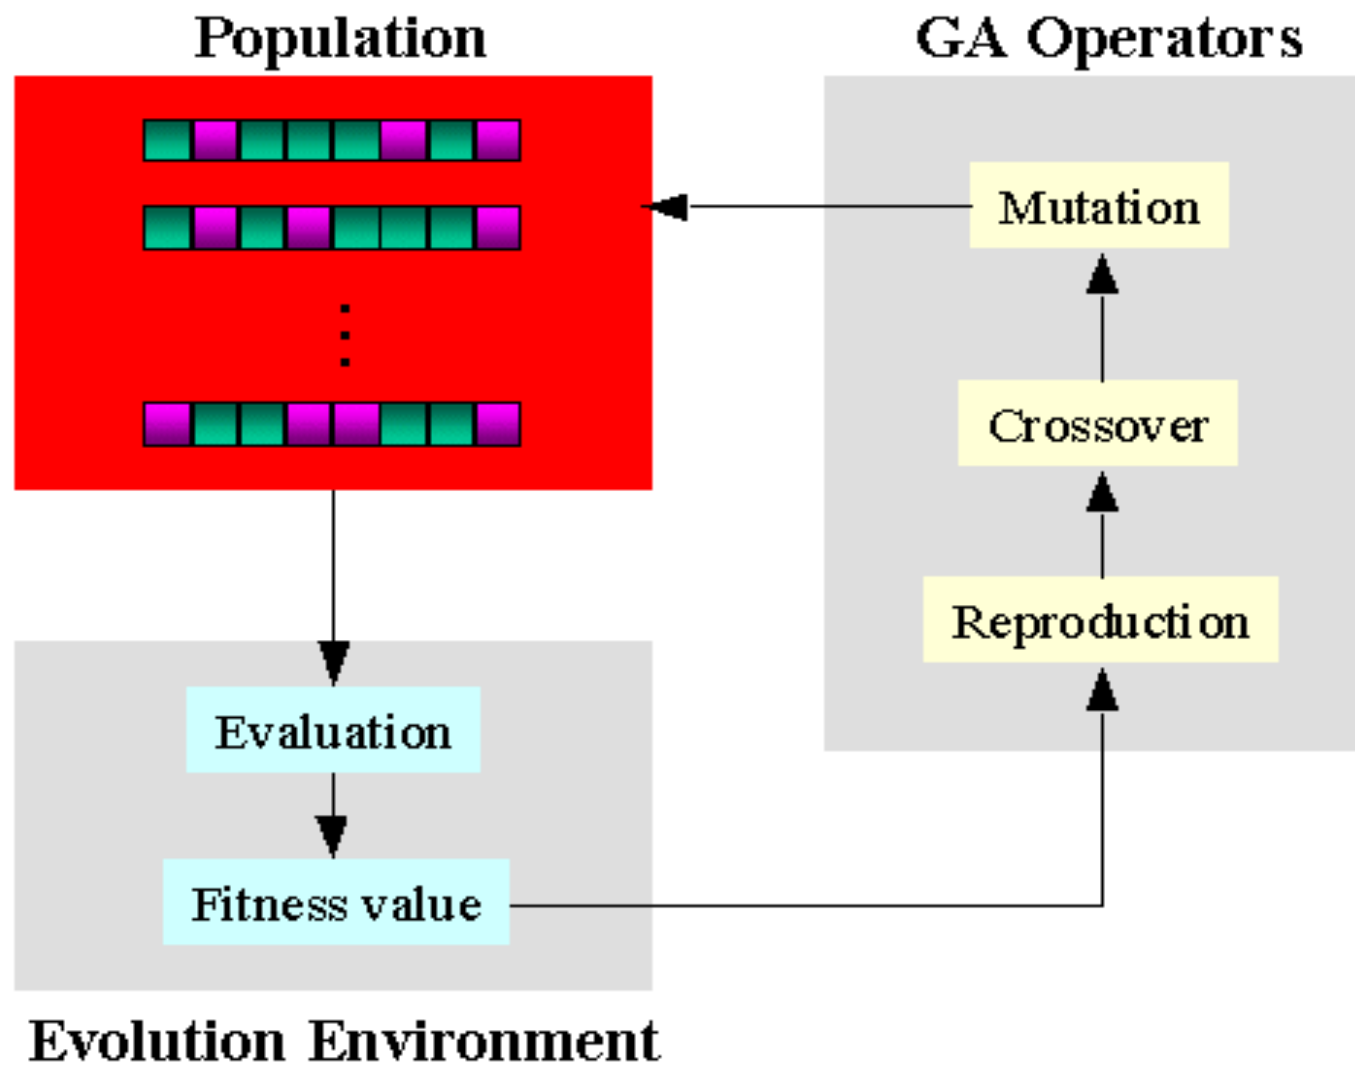 Population
GA Operators
Mutation
Crossover
Reproduction
Evaluation
Fitness value
Evolution Environment